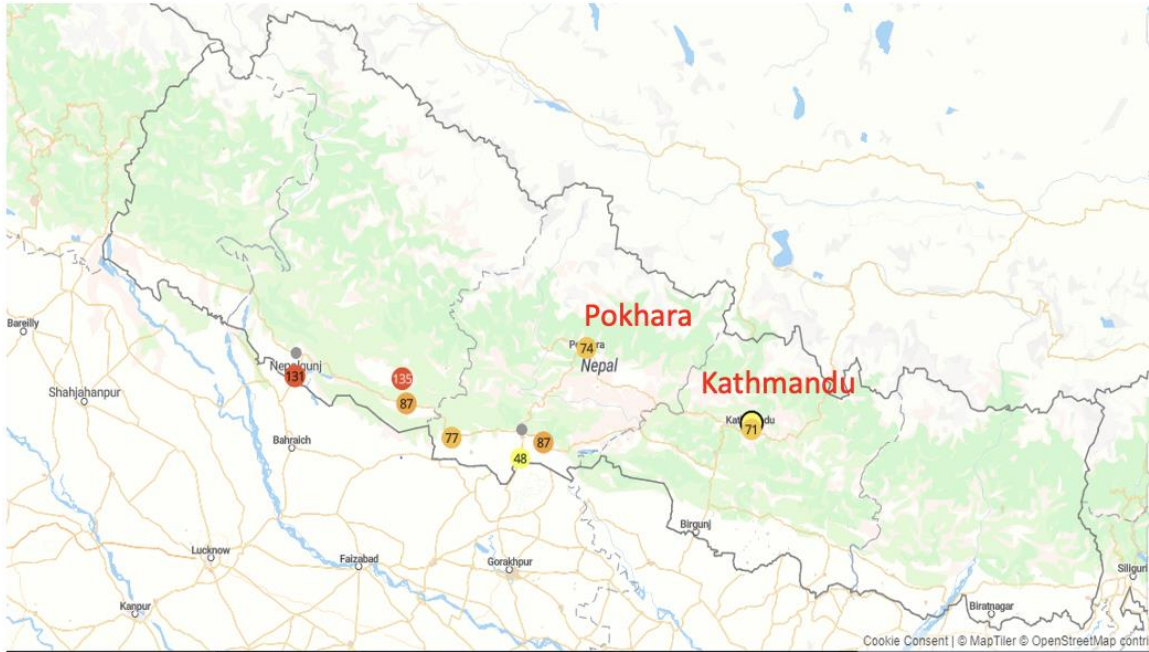 Pokhara
74
Nepal
Kathmandu
71
Bareilly
Nepalgunj
131
135
87
Shahjahanpur
77
87
Bahraich
48
Birgunj
Lucknow
Faizabad
Gorakhpur
Siliguri
Kanpur
Biratnagar
Cookie Consent | © MapTiler © OpenStreetMap contri